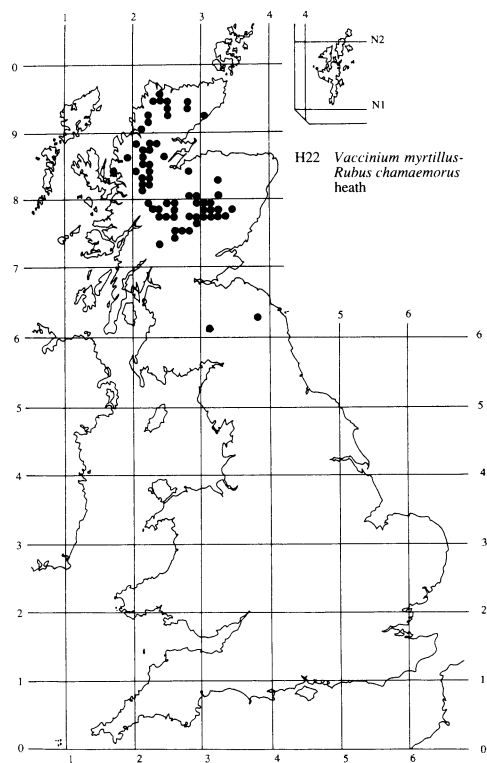 4 4
N2
N1
H22 Vaccinium myrtillus-
Rubus chamaemorus
heath
1 2 3
0
9
8
7
5 6
6 6
5 5
4 4
3 3
2 2
1 1
0 0
1 2 3 4 5 6